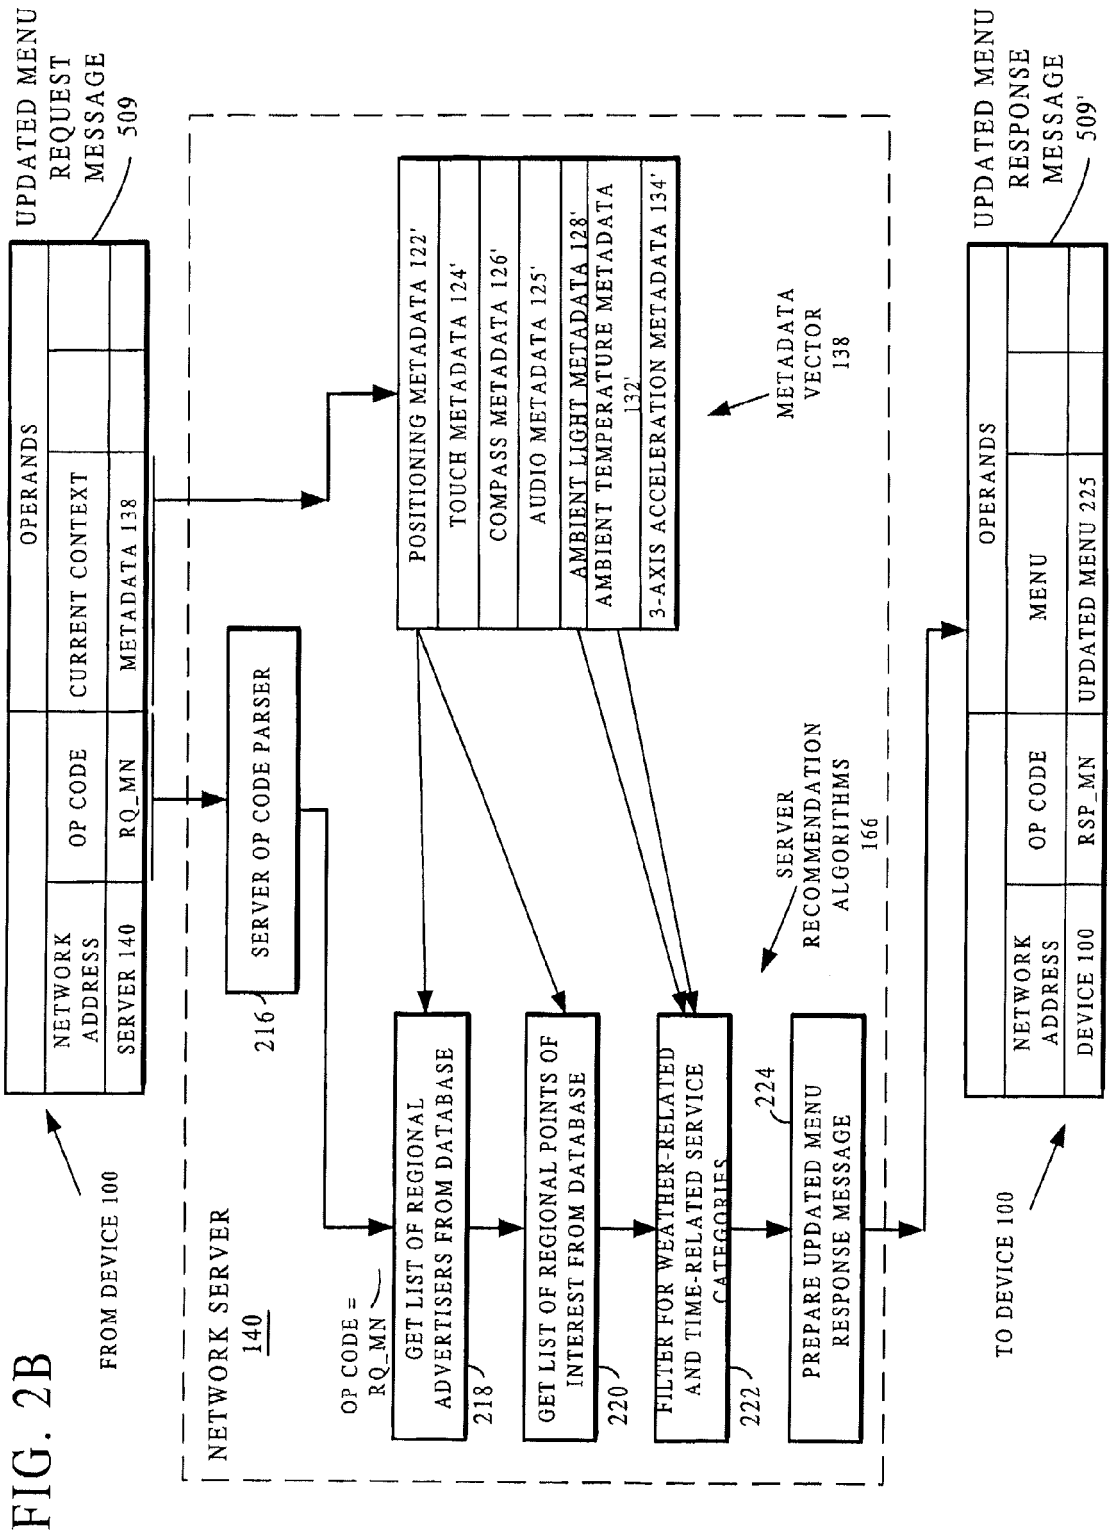 FIG. 2B
FROM DEVICE 100
UPDATED MENU
REQUEST
MESSAGE
509
OPERANDS
NETWORK
ADDRESS
OP CODE
CURRENT CONTEXT
SERVER 140
RQ_MN
METADATA 138
NETWORK SERVER
140
SERVER OP CODE PARSER
216
OP CODE =
RQ_MN
GET LIST OF REGIONAL
ADVERTISERS FROM DATABASE
218
GET LIST OF REGIONAL POINTS OF
INTEREST FROM DATABASE
220
FILTER FOR WEATHER-RELATED
AND TIME-RELATED SERVICE
CATEGORIES
222
PREPARE UPDATED MENU
RESPONSE MESSAGE
224
SERVER
RECOMMENDATION
ALGORITHMS
166
POSITIONING METADATA 122'
TOUCH METADATA 124'
COMPASS METADATA 126'
AUDIO METADATA 125'
AMBIENT LIGHT METADATA 128'
AMBIENT TEMPERATURE METADATA
132'
3-AXIS ACCELERATION METADATA 134'
METADATA
VECTOR
138
TO DEVICE 100
UPDATED MENU
RESPONSE
MESSAGE
509'
OPERANDS
NETWORK
ADDRESS
OP CODE
MENU
DEVICE 100
RSP_MN
UPDATED MENU 225